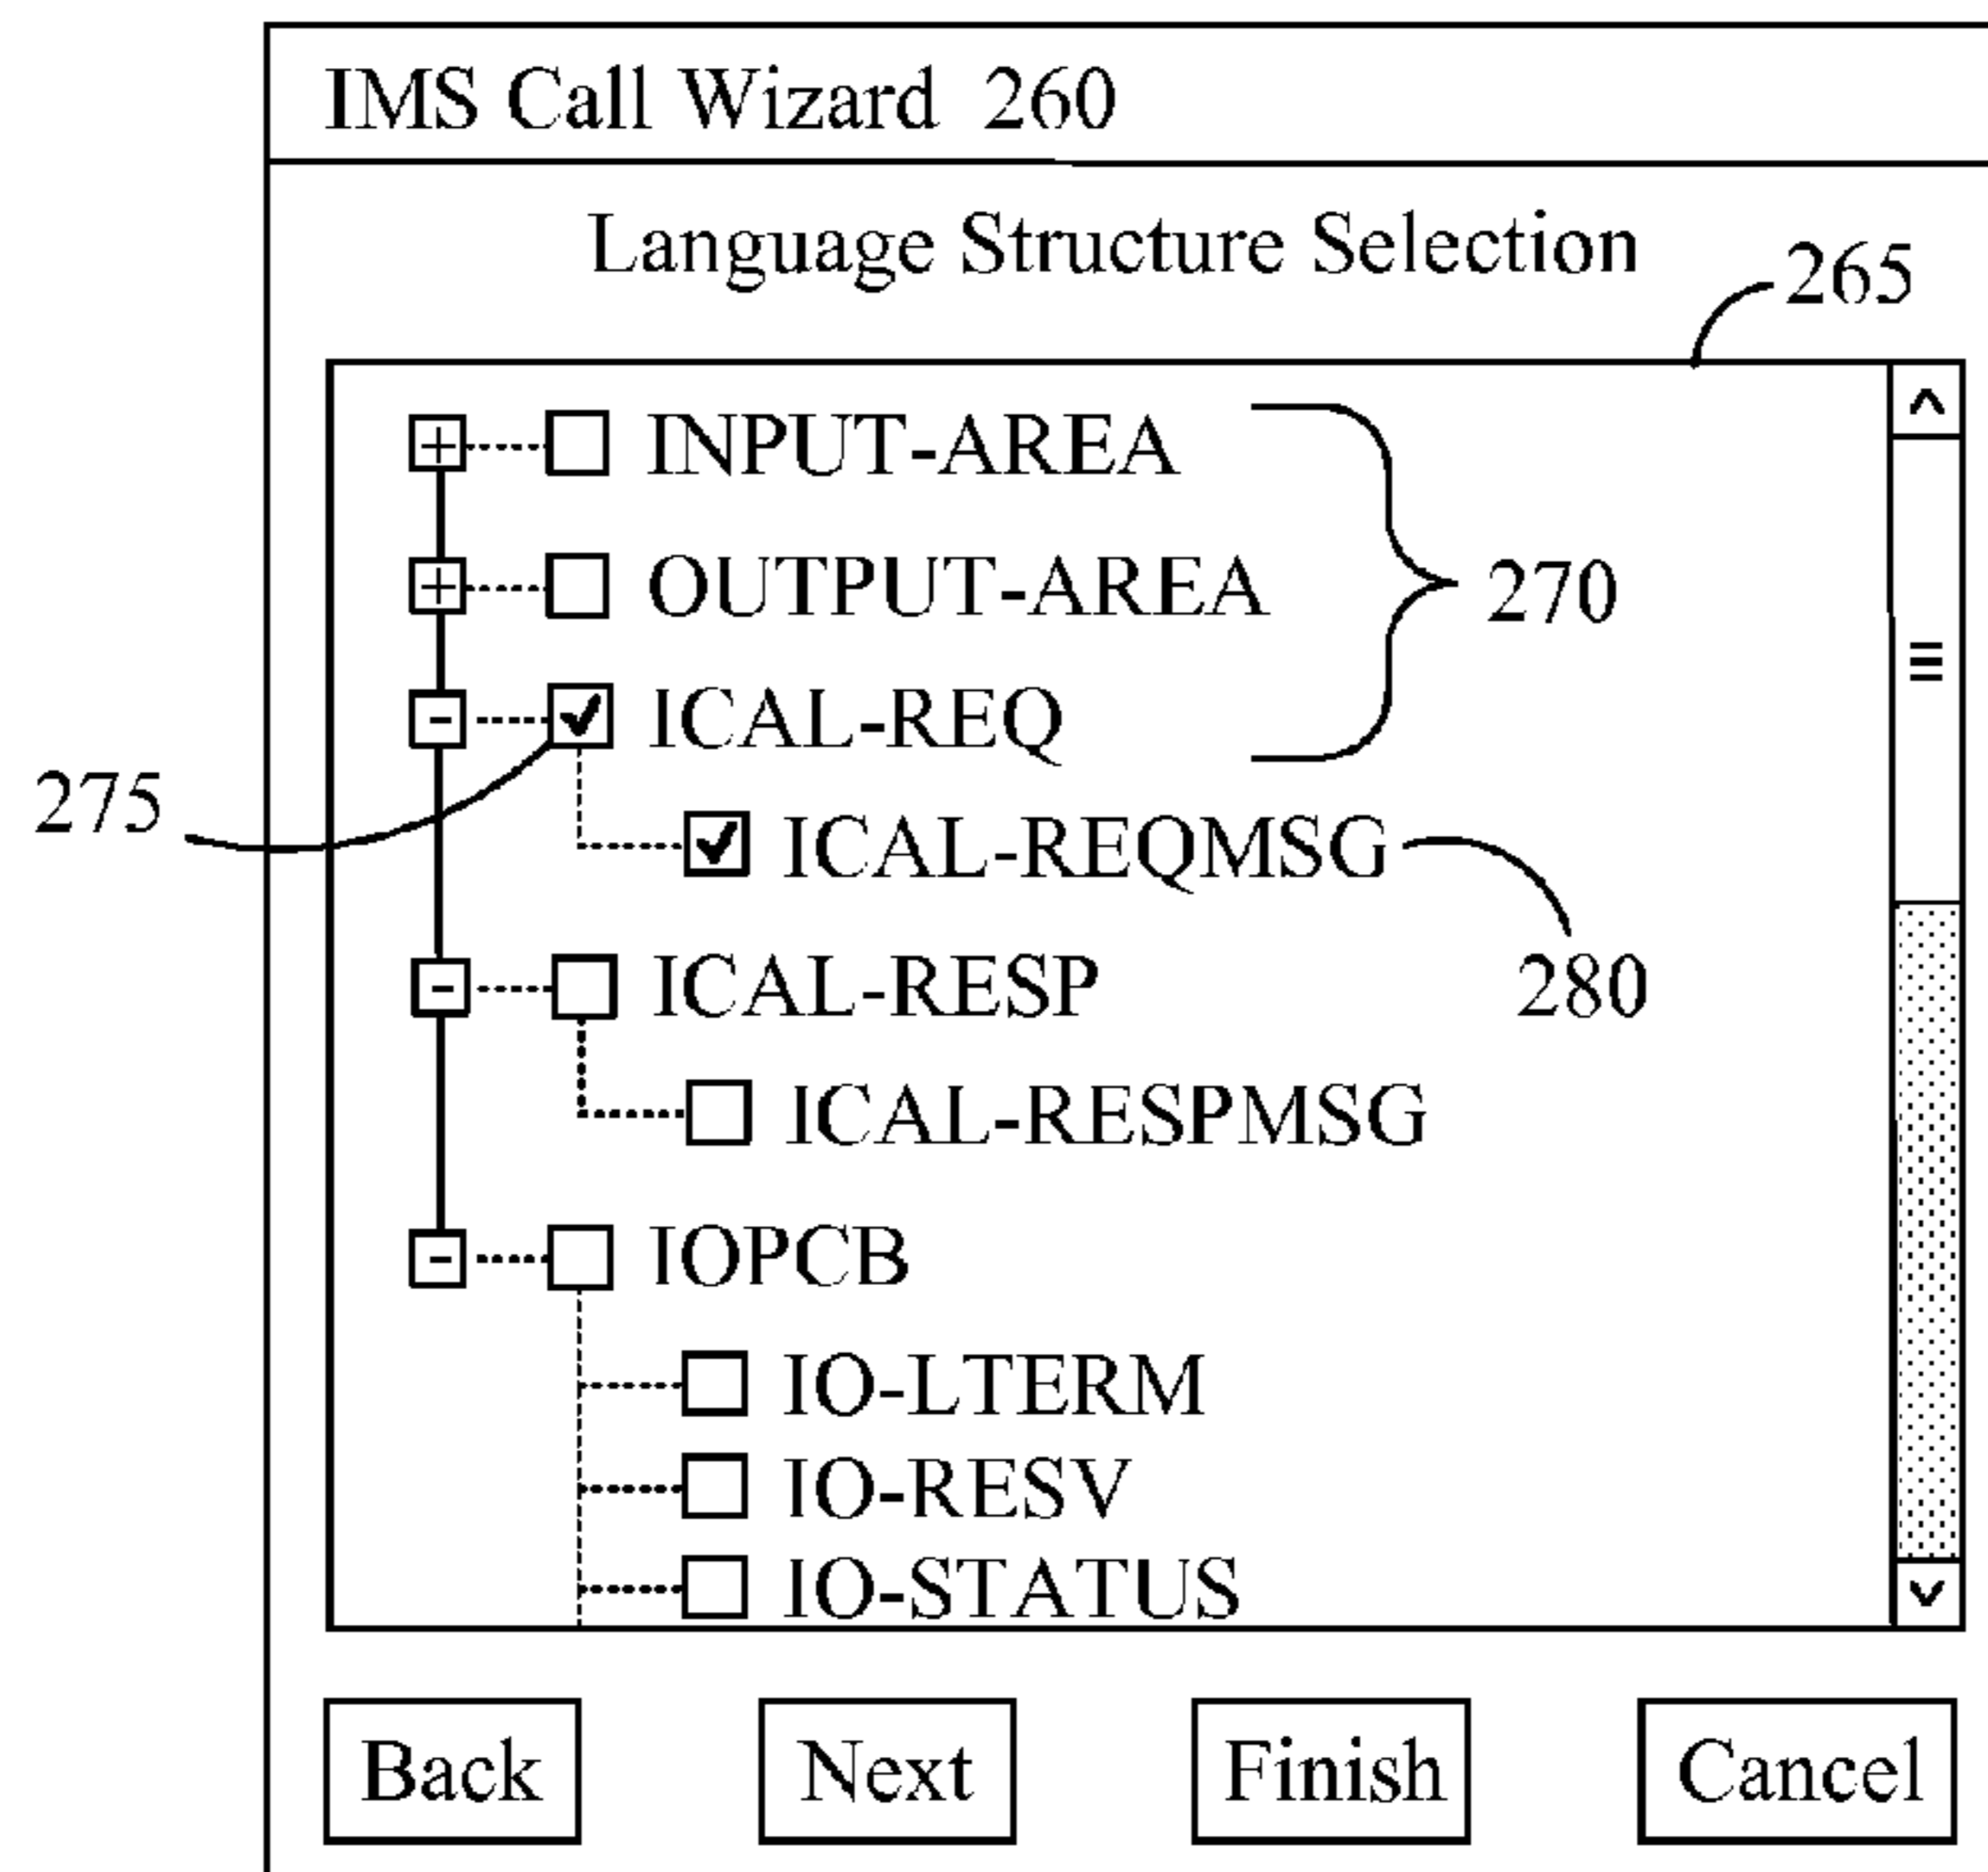 IMS Call Wizard 260
Language Structure Selection
265
INPUT-AREA
OUTPUT-AREA
270
ICAL-REQ
275
ICAL-REQMSG
280
ICAL-RESP
ICAL-RESPMSG
IOPCB
IO-LTERM
IO-RESV
IO-STATUS
Back Next Finish Cancel